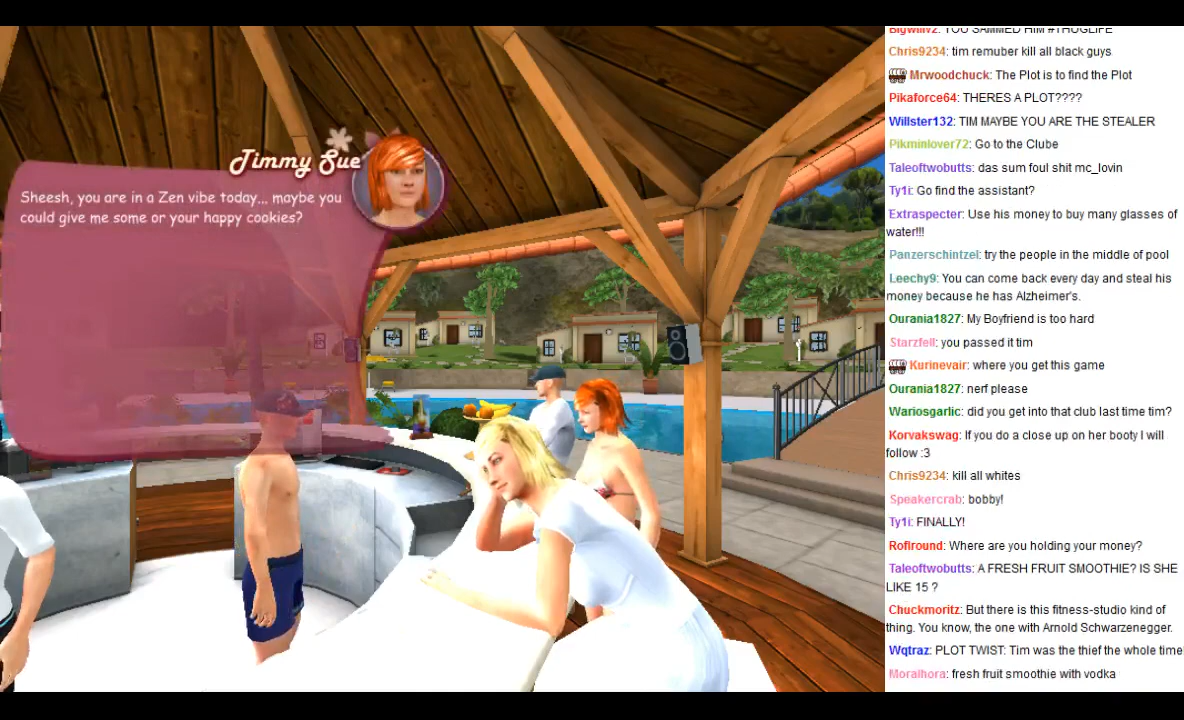 Timmy Sue
Sheesh, you are in a Zen vibe today... maybe you
could give me some or your happy cookies?
Bigwillv2: YOU SAMMED HIM #THUGLIFE
Chris9234: tim remuber kill all black guys
Mrwoodchuck: The Plot is to find the Plot
Pikaforce64: THERES A PLOT????
Willster132: TIM MAYBE YOU ARE THE STEALER
Pikminlover72: Go to the Clube
Taleoftwobutts: das sum foul shit mc_lovin
Ty1i: Go find the assistant?
Extraspecter: Use his money to buy many glasses of
water!!!
Panzerschintzel: try the people in the middle of pool
Leechy9: You can come back every day and steal his
money because he has Alzheimer's.
Ourania1827: My Boyfriend is too hard
Starzfell: you passed it tim
Kurinevair: where you get this game
Ourania1827: nerf please
Wariosgarlic: did you get into that club last time tim?
Korvakswag: If you do a close up on her booty I will
follow :3
Chris9234: kill all whites
Speakercrab: bobby!
Ty1i: FINALLY!
Roflround: Where are you holding your money?
Taleoftwobutts: A FRESH FRUIT SMOOTHIE? IS SHE
LIKE 15 ?
Chuckmoritz: But there is this fitness-studio kind of
thing. You know, the one with Arnold Schwarzenegger.
Wqtraz: PLOT TWIST: Tim was the thief the whole time!
Moralhora: fresh fruit smoothie with vodka